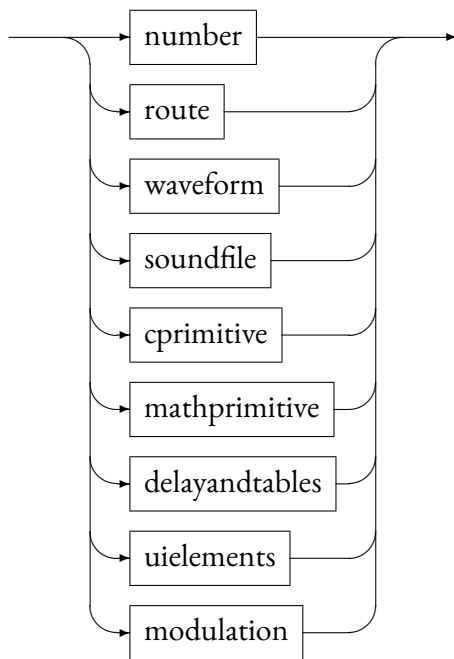 number
route
waveform
soundfile
cprimitive
mathprimitive
delayandtables
uielements
modulation